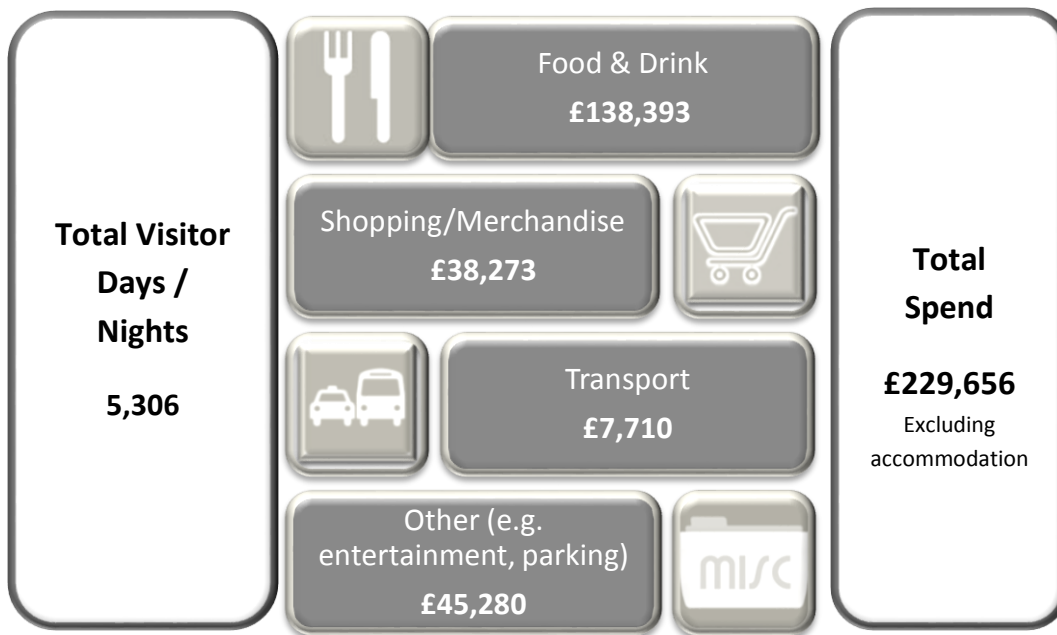 Total Visitor
Days /
Nights
5,306
Food & Drink
£138,393
Shopping/Merchandise
£38,273
Transport
£7,710
Other (e.g.
entertainment, parking)
£45,280
misc
Total
Spend
£229,656
Excluding
accommodation